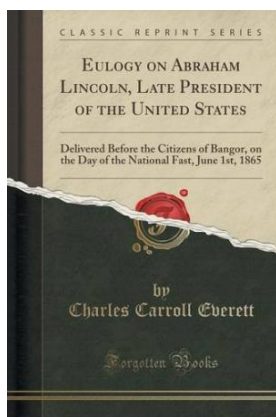 CLASSIC REPRINT SERIES
EULOGY ON ABRAHAM
LINCOLN, LATE PRESIDENT
OF THE UNITED STATES
Delivered Before the Citizens of Bangor, on
the Day of the National Fast, June 1st, 1865
by
Charles Carroll Everett
Forgotten Books